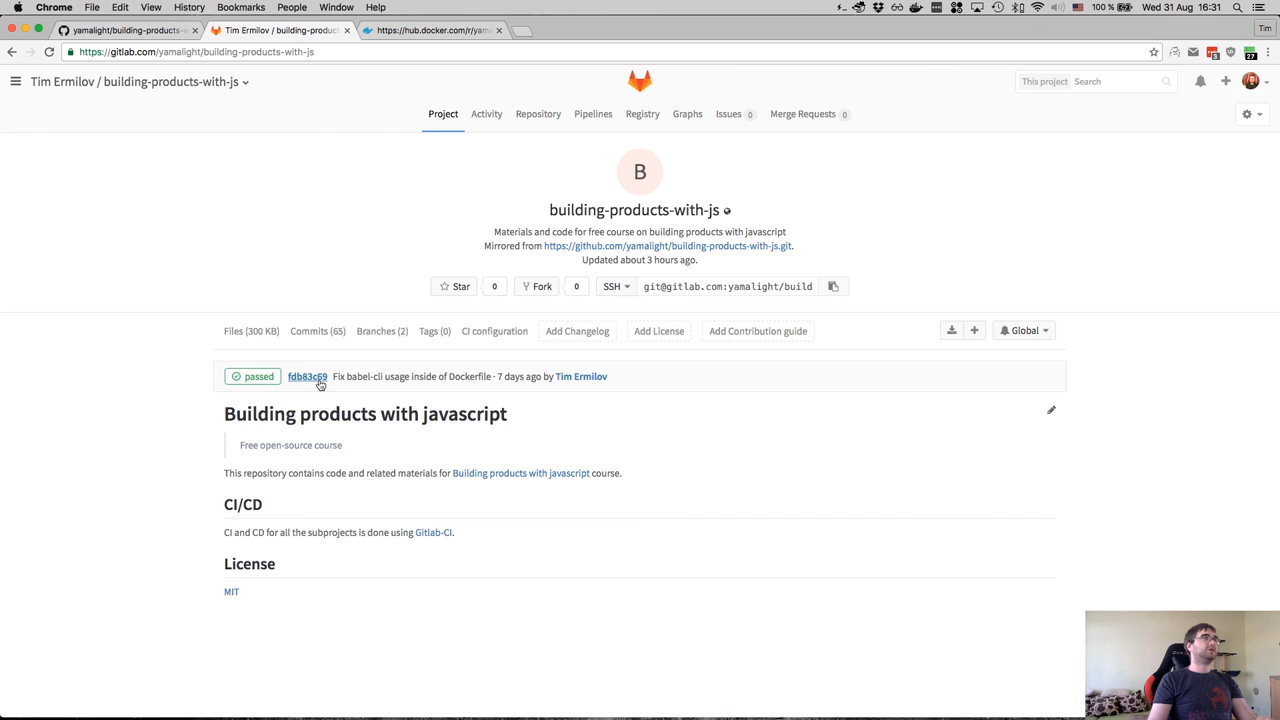 Chrome File Edit View History Bookmarks People Window Help 100 % Wed 31 Aug 16:31
yamalight/building-products-w Tim Ermilov / building-produc https://hub.docker.com/r/yama Tim
https://gitlab.com/yamalight/building-products-with-js 3 27
Tim Ermilov / building-products-with-js This project Search
Project Activity Repository Pipelines Registry Graphs Issues 0 Merge Requests 0
B
building-products-with-js
Materials and code for free course on building products with javascript
Mirrored from https://github.com/yamalight/building-products-with-js.git.
Updated about 3 hours ago.
Star 0 Fork 0 SSH git@gitlab.com:yamalight/build
Files (300 KB) Commits (65) Branches (2) Tags (0) CI configuration Add Changelog Add License Add Contribution guide Global
passed fdb83c69 Fix babel-cli usage inside of Dockerfile · 7 days ago by Tim Ermilov
Building products with javascript
Free open-source course
This repository contains code and related materials for Building products with javascript course.
CI/CD
CI and CD for all the subprojects is done using Gitlab-CI.
License
MIT